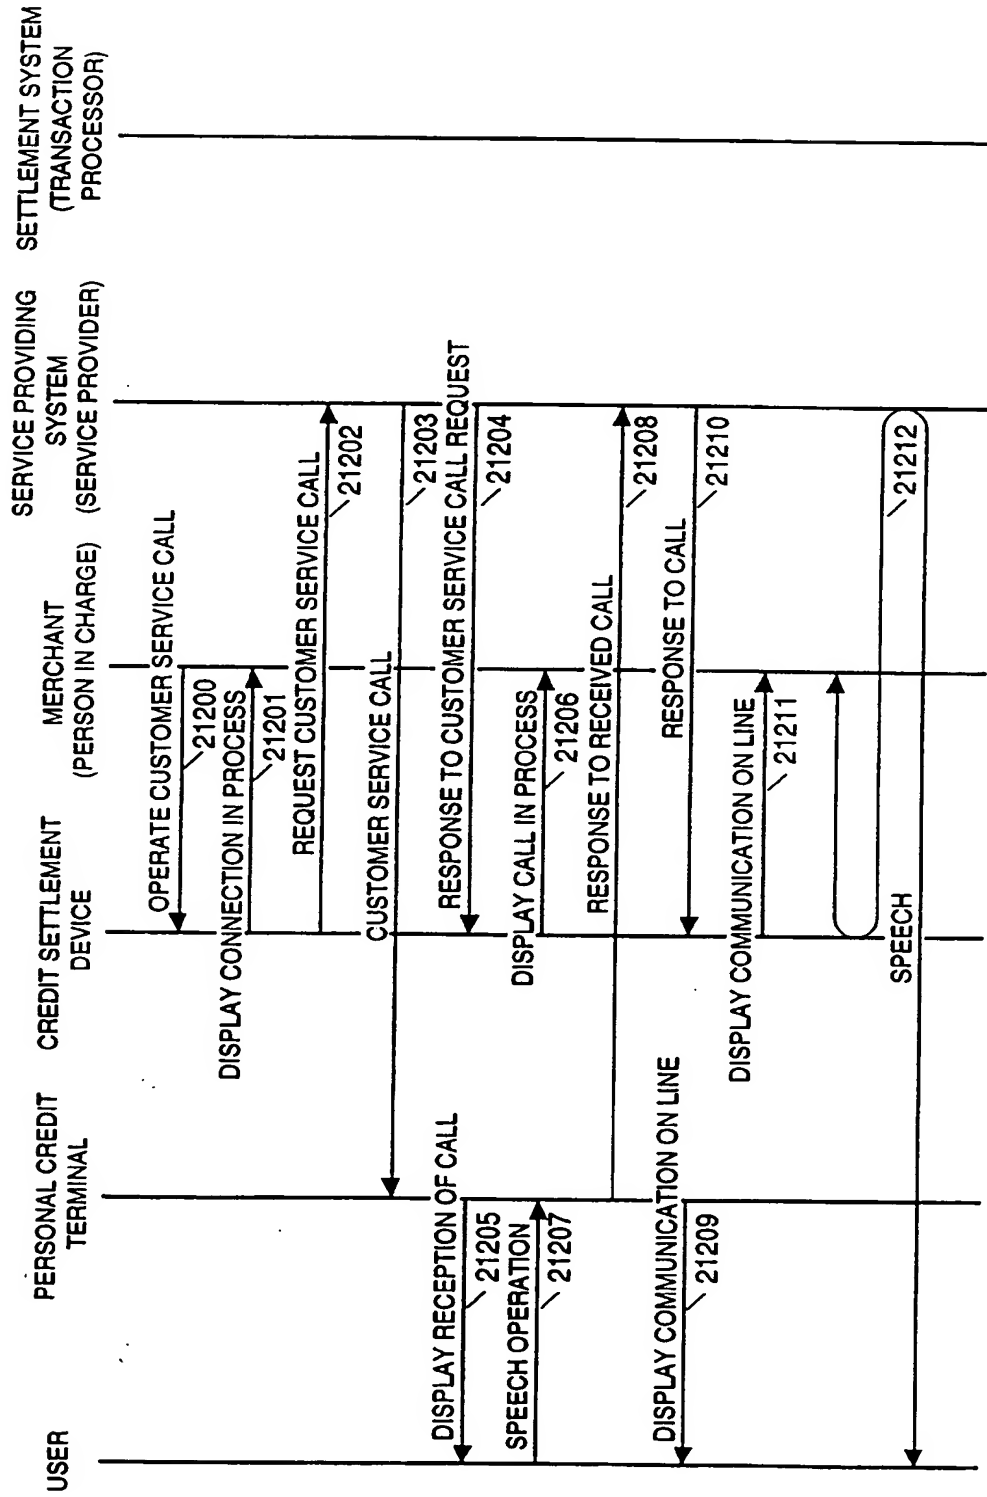 USER
PERSONAL CREDIT
TERMINAL
CREDIT SETTLEMENT
DEVICE
MERCHANT
(PERSON IN CHARGE)
SERVICE PROVIDING
SYSTEM
(SERVICE PROVIDER)
SETTLEMENT SYSTEM
(TRANSACTION
PROCESSOR)
OPERATE CUSTOMER SERVICE CALL
21200
DISPLAY CONNECTION IN PROCESS
21201
REQUEST CUSTOMER SERVICE CALL
21202
CUSTOMER SERVICE CALL
21203
RESPONSE TO CUSTOMER SERVICE CALL REQUEST
21204
DISPLAY RECEPTION OF CALL
21205
DISPLAY CALL IN PROCESS
21206
SPEECH OPERATION
21207
RESPONSE TO RECEIVED CALL
21208
DISPLAY COMMUNICATION ON LINE
21209
RESPONSE TO CALL
21210
DISPLAY COMMUNICATION ON LINE
21211
SPEECH
21212